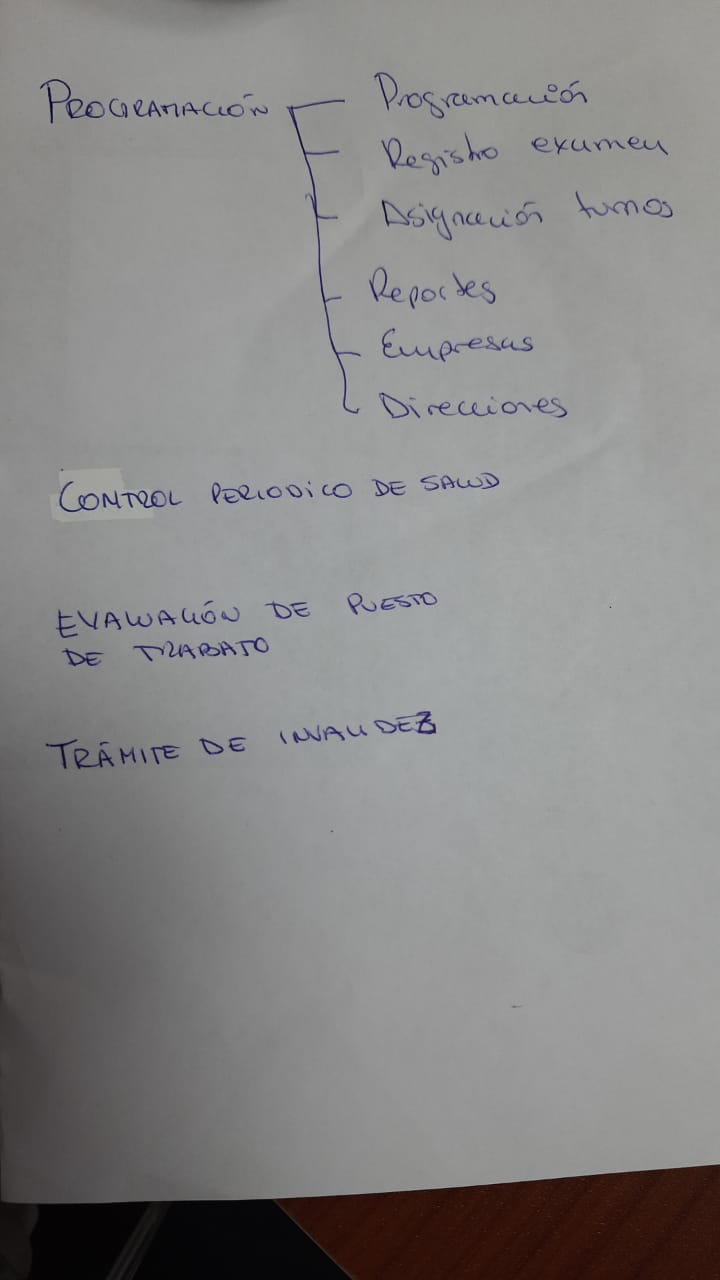 PROGRAMACIÓN
Programación
Registro examen
Asignación turnos
Reportes
Empresas
Direcciones
CONTROL PERIODICO DE SALUD
EVALUACIÓN DE PUESTO
DE TRABAJO
TRÁMITE DE INVALIDEZ